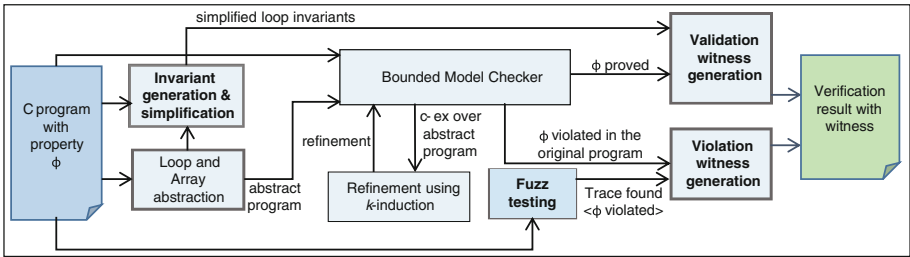 simplified loop invariants
C program
with
property
ϕ
Invariant
generation &
simplification
Loop and
Array
abstraction
abstract
program
Bounded Model Checker
refinement
c- ex over
abstract
program
Refinement using
k-induction
Fuzz
testing
ϕ proved
ϕ violated in the
original program
Trace found
<ϕ violated>
Validation
witness
generation
Violation
witness
generation
Verification
result with
witness